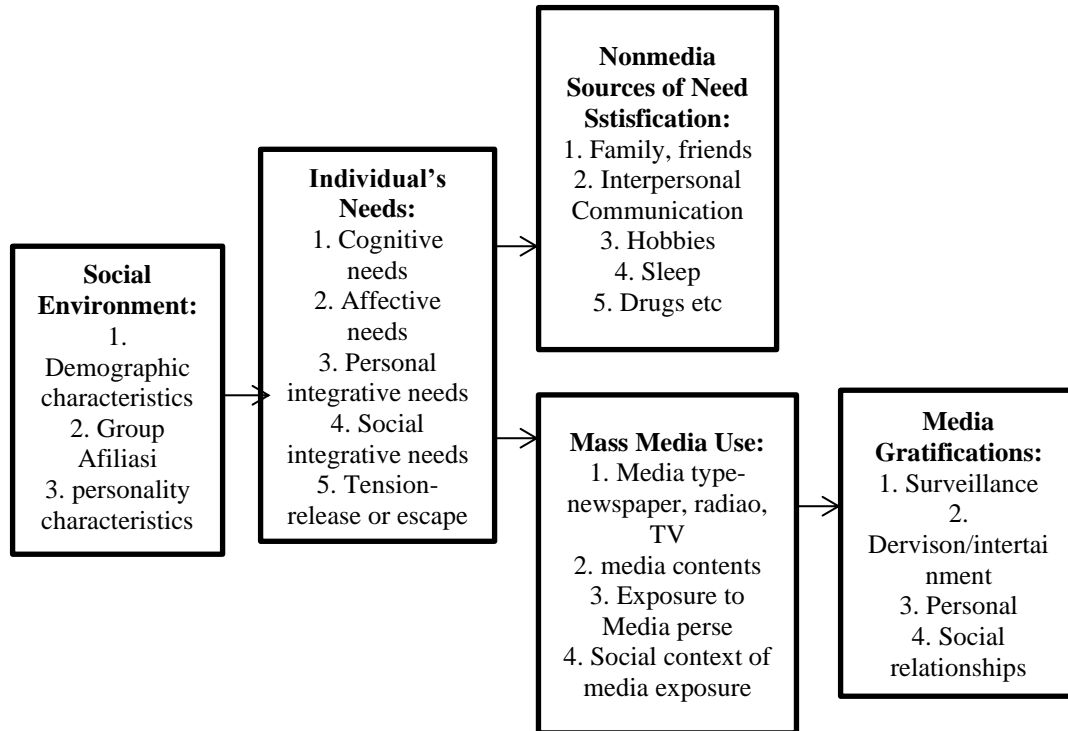 Social
Environment:
1.
Demographic
characteristics
2. Group
Afiliasi
3. personality
characteristics
Individual’s
Needs:
1. Cognitive
needs
2. Affective
needs
3. Personal
integrative needs
4. Social
integrative needs
5. Tension-
release or escape
Nonmedia
Sources of Need
Sstisfication:
1. Family, friends
2. Interpersonal
Communication
3. Hobbies
4. Sleep
5. Drugs etc
Mass Media Use:
1. Media type-
newspaper, radiao,
TV
2. media contents
3. Exposure to
Media perse
4. Social context of
media exposure
Media
Gratifications:
1. Surveillance
2.
Dervison/intertai
nment
3. Personal
4. Social
relationships